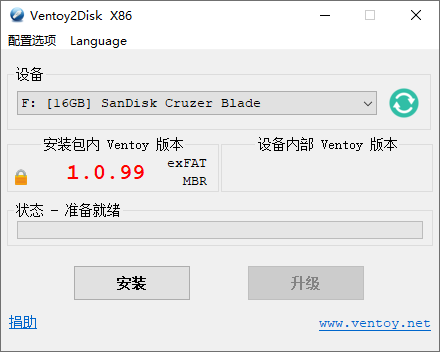 Ventoy2Disk X86
配置选项 Language
设备
F: [16GB] SanDisk Cruzer Blade
安装包内 Ventoy 版本
设备内部 Ventoy 版本
1.0.99
exFAT
MBR
状态 - 准备就绪
安装
升级
捐助
www.ventoy.net